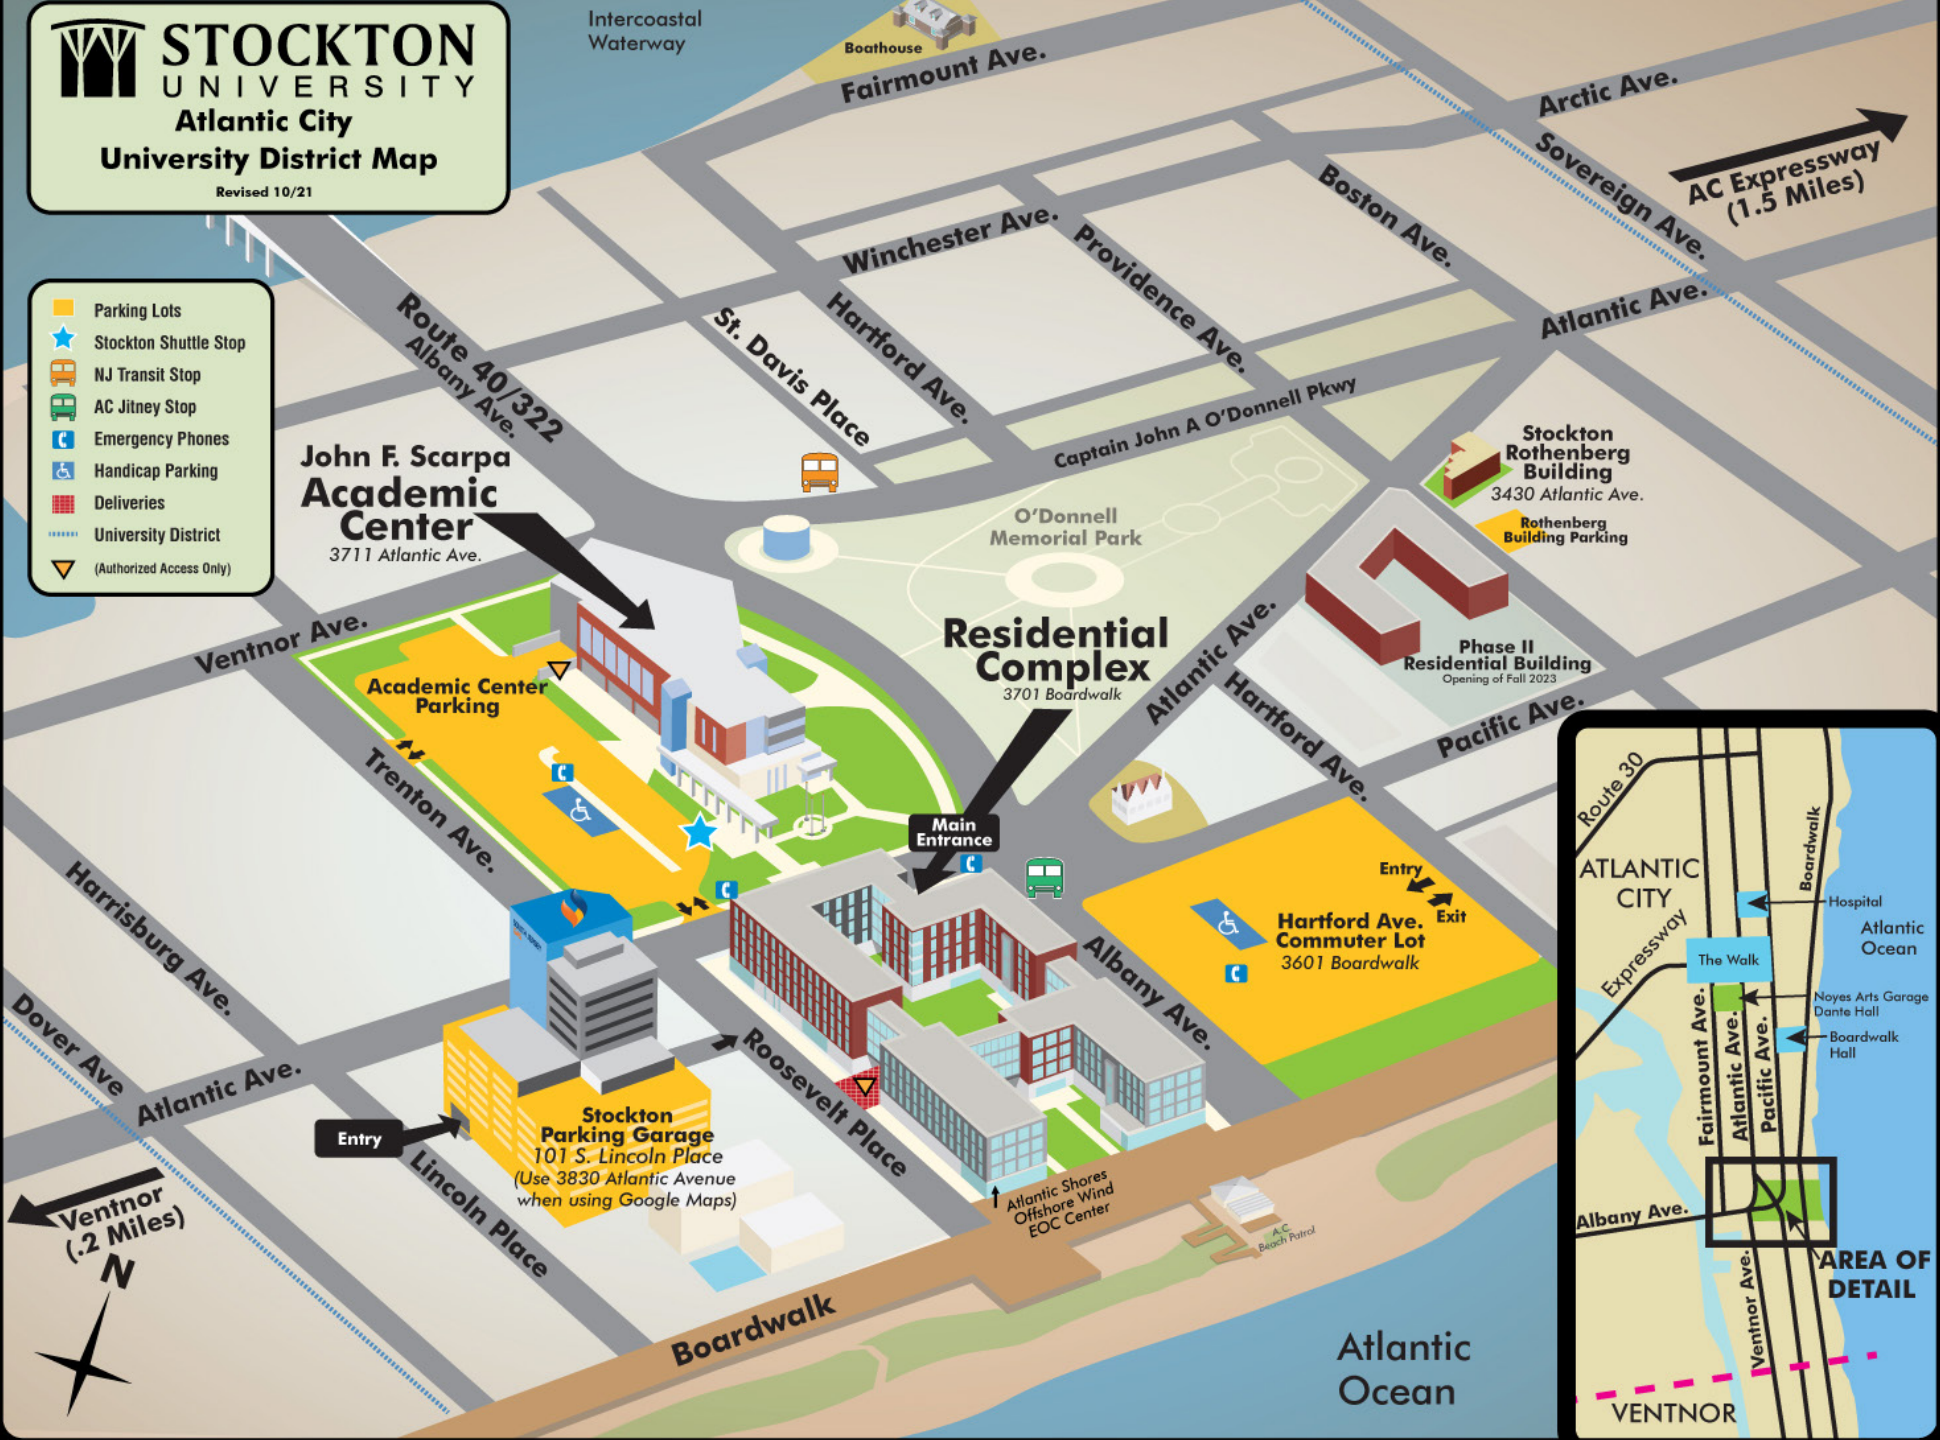 STOCKTON
UNIVERSITY
Atlantic City
University District Map
Revised 10/21
Parking Lots
Stockton Shuttle Stop
NJ Transit Stop
AC Jitney Stop
Emergency Phones
Handicap Parking
Deliveries
University District
(Authorized Access Only)
Intercoastal
Waterway
Boathouse
Fairmount Ave.
Arctic Ave.
Sovereign Ave.
AC Expressway
(1.5 Miles)
Boston Ave.
Winchester Ave.
Providence Ave.
Atlantic Ave.
Route 40/322
Albany Ave.
St. Davis Place
Hartford Ave.
Captain John A O'Donnell Pkwy
John F. Scarpa
Academic
Center
3711 Atlantic Ave.
O'Donnell
Memorial Park
Stockton
Rothenberg
Building
3430 Atlantic Ave.
Rothenberg
Building Parking
Ventnor Ave.
Academic Center
Parking
Residential
Complex
3701 Boardwalk
Atlantic Ave.
Phase II
Residential Building
Opening of Fall 2023
Hartford Ave.
Pacific Ave.
Trenton Ave.
Main
Entrance
Entry
Exit
Hartford Ave.
Commuter Lot
3601 Boardwalk
Albany Ave.
Harrisburg Ave.
Dover Ave
Atlantic Ave.
Roosevelt Place
Entry
Stockton
Parking Garage
101 S. Lincoln Place
(Use 3830 Atlantic Avenue
when using Google Maps)
Lincoln Place
Ventnor
(.2 Miles)
N
Atlantic Shores
Offshore Wind
EOC Center
A.C.
Beach Patrol
Boardwalk
Atlantic
Ocean
Route 30
ATLANTIC
CITY
Boardwalk
Hospital
Atlantic
Ocean
Expressway
The Walk
Noyes Arts Garage
Dante Hall
Boardwalk
Hall
Fairmount Ave.
Atlantic Ave.
Pacific Ave.
Albany Ave.
AREA OF
DETAIL
Ventnor Ave.
VENTNOR